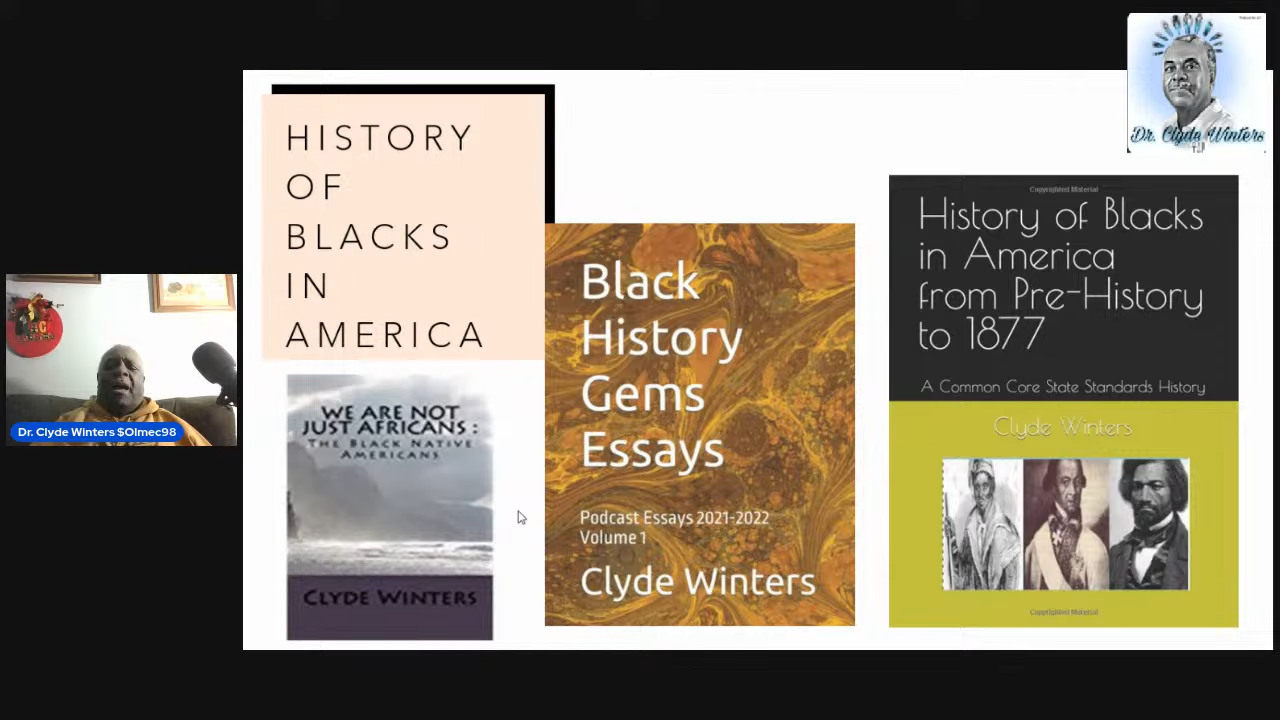 HISTORY
OF
BLACKS
IN
AMERICA
WE ARE NOT
JUST AFRICANS :
THE BLACK NATIVE
AMERICANS
CLYDE WINTERS
Black
History
Gems
Essays
Podcast Essays 2021-2022
Volume 1
Clyde Winters
Copyrighted Material
History of Blacks
in America
from Pre-History
to 1877
A Common Core State Standards History
Clyde Winters
Copyrighted Material
Dr. Clyde Winters
Dr. Clyde Winters $Olmec98